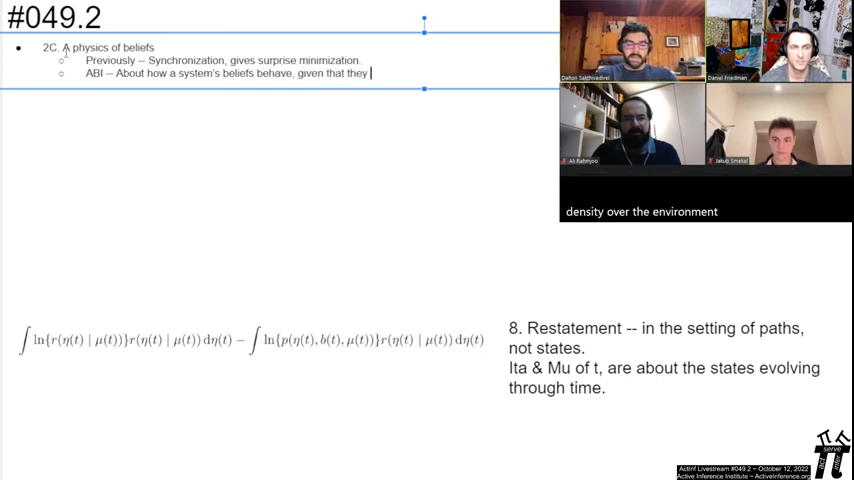 #049.2
2C. A physics of beliefs
Previously -- Synchronization, gives surprise minimization.
ABI -- About how a system's beliefs behave, given that they
Dalton Sakthivadivel
Daniel Friedman
Ali Rahmjoo
Jakub Smekal
density over the environment
∫ ln{r(η(t) | μ(t))}r(η(t) | μ(t)) dη(t) − ∫ ln{p(η(t), b(t), μ(t))}r(η(t) | μ(t)) dη(t)
8. Restatement -- in the setting of paths,
not states.
Ita & Mu of t, are about the states evolving
through time.
serve
act
infer
ActInf Livestream #049.2 ~ October 12, 2022
Active Inference Institute ~ ActiveInference.org